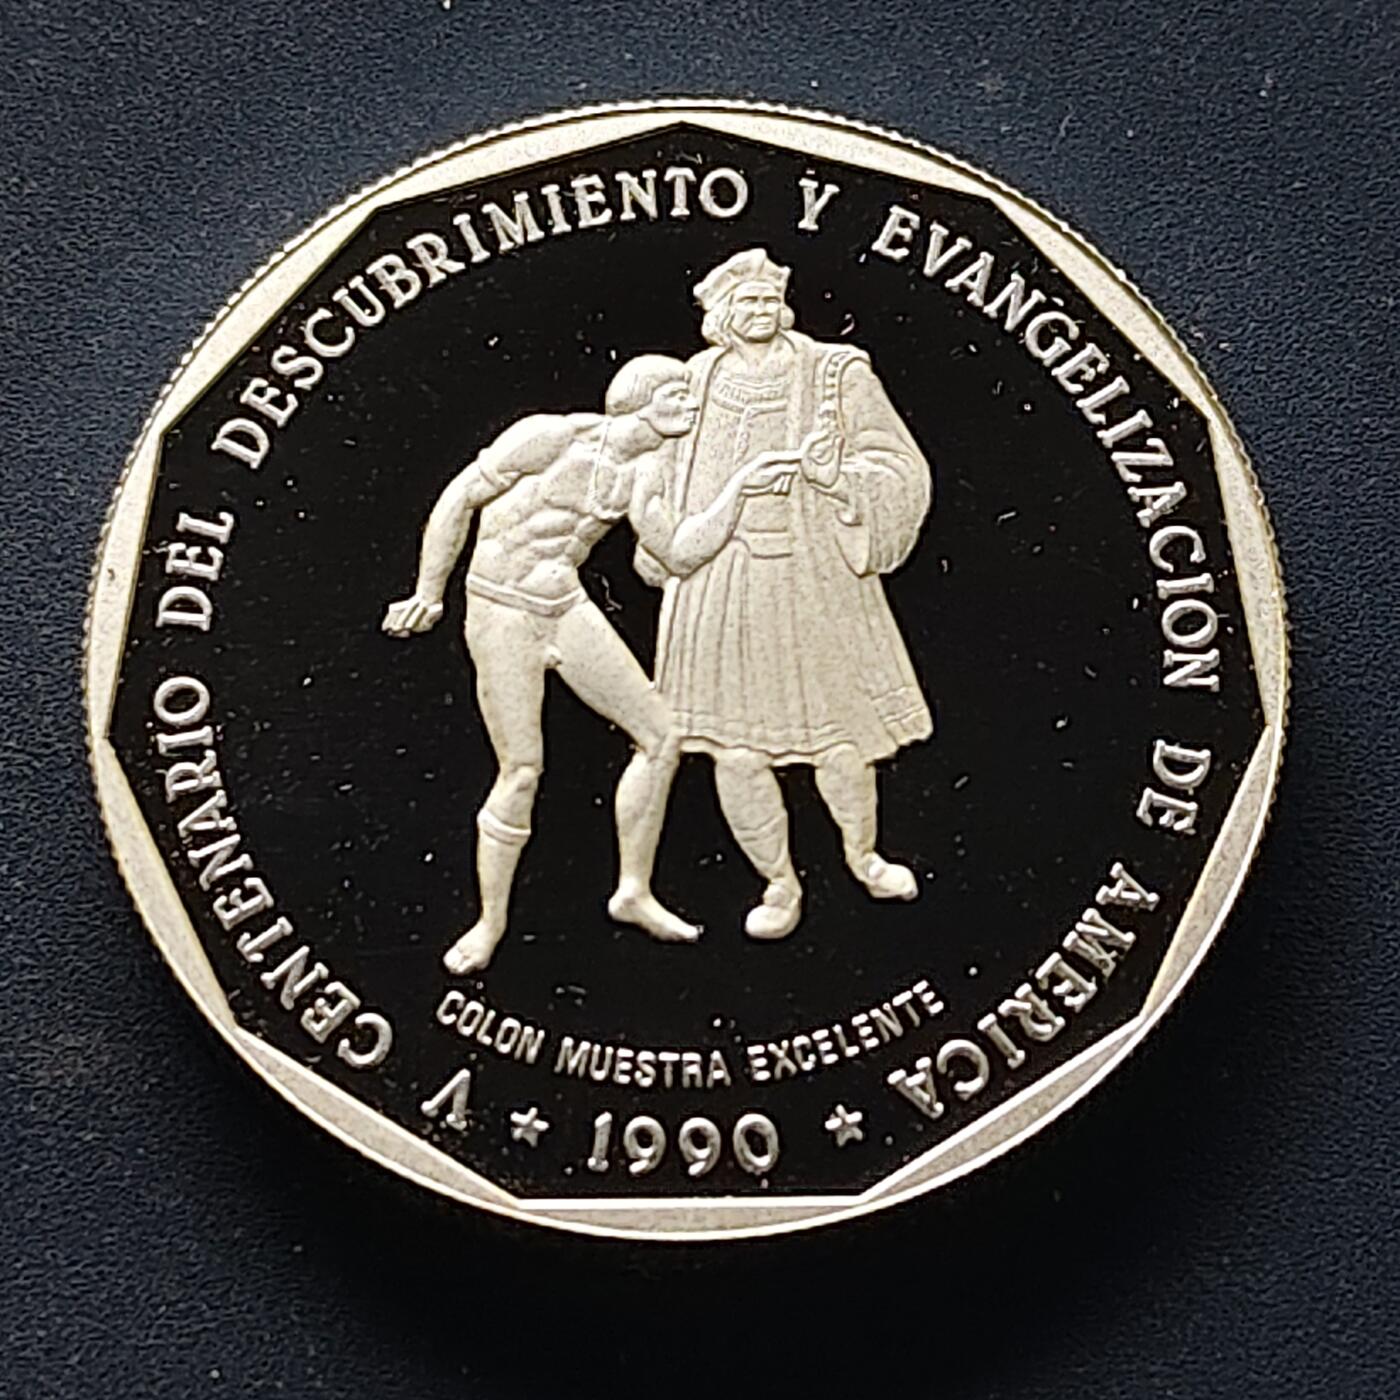 V CENTENARIO DEL DESCUBRIMIENTO Y EVANGELIZACION DE AMERICA
COLON MUESTRA EXCELENTE
★ 1990 ★